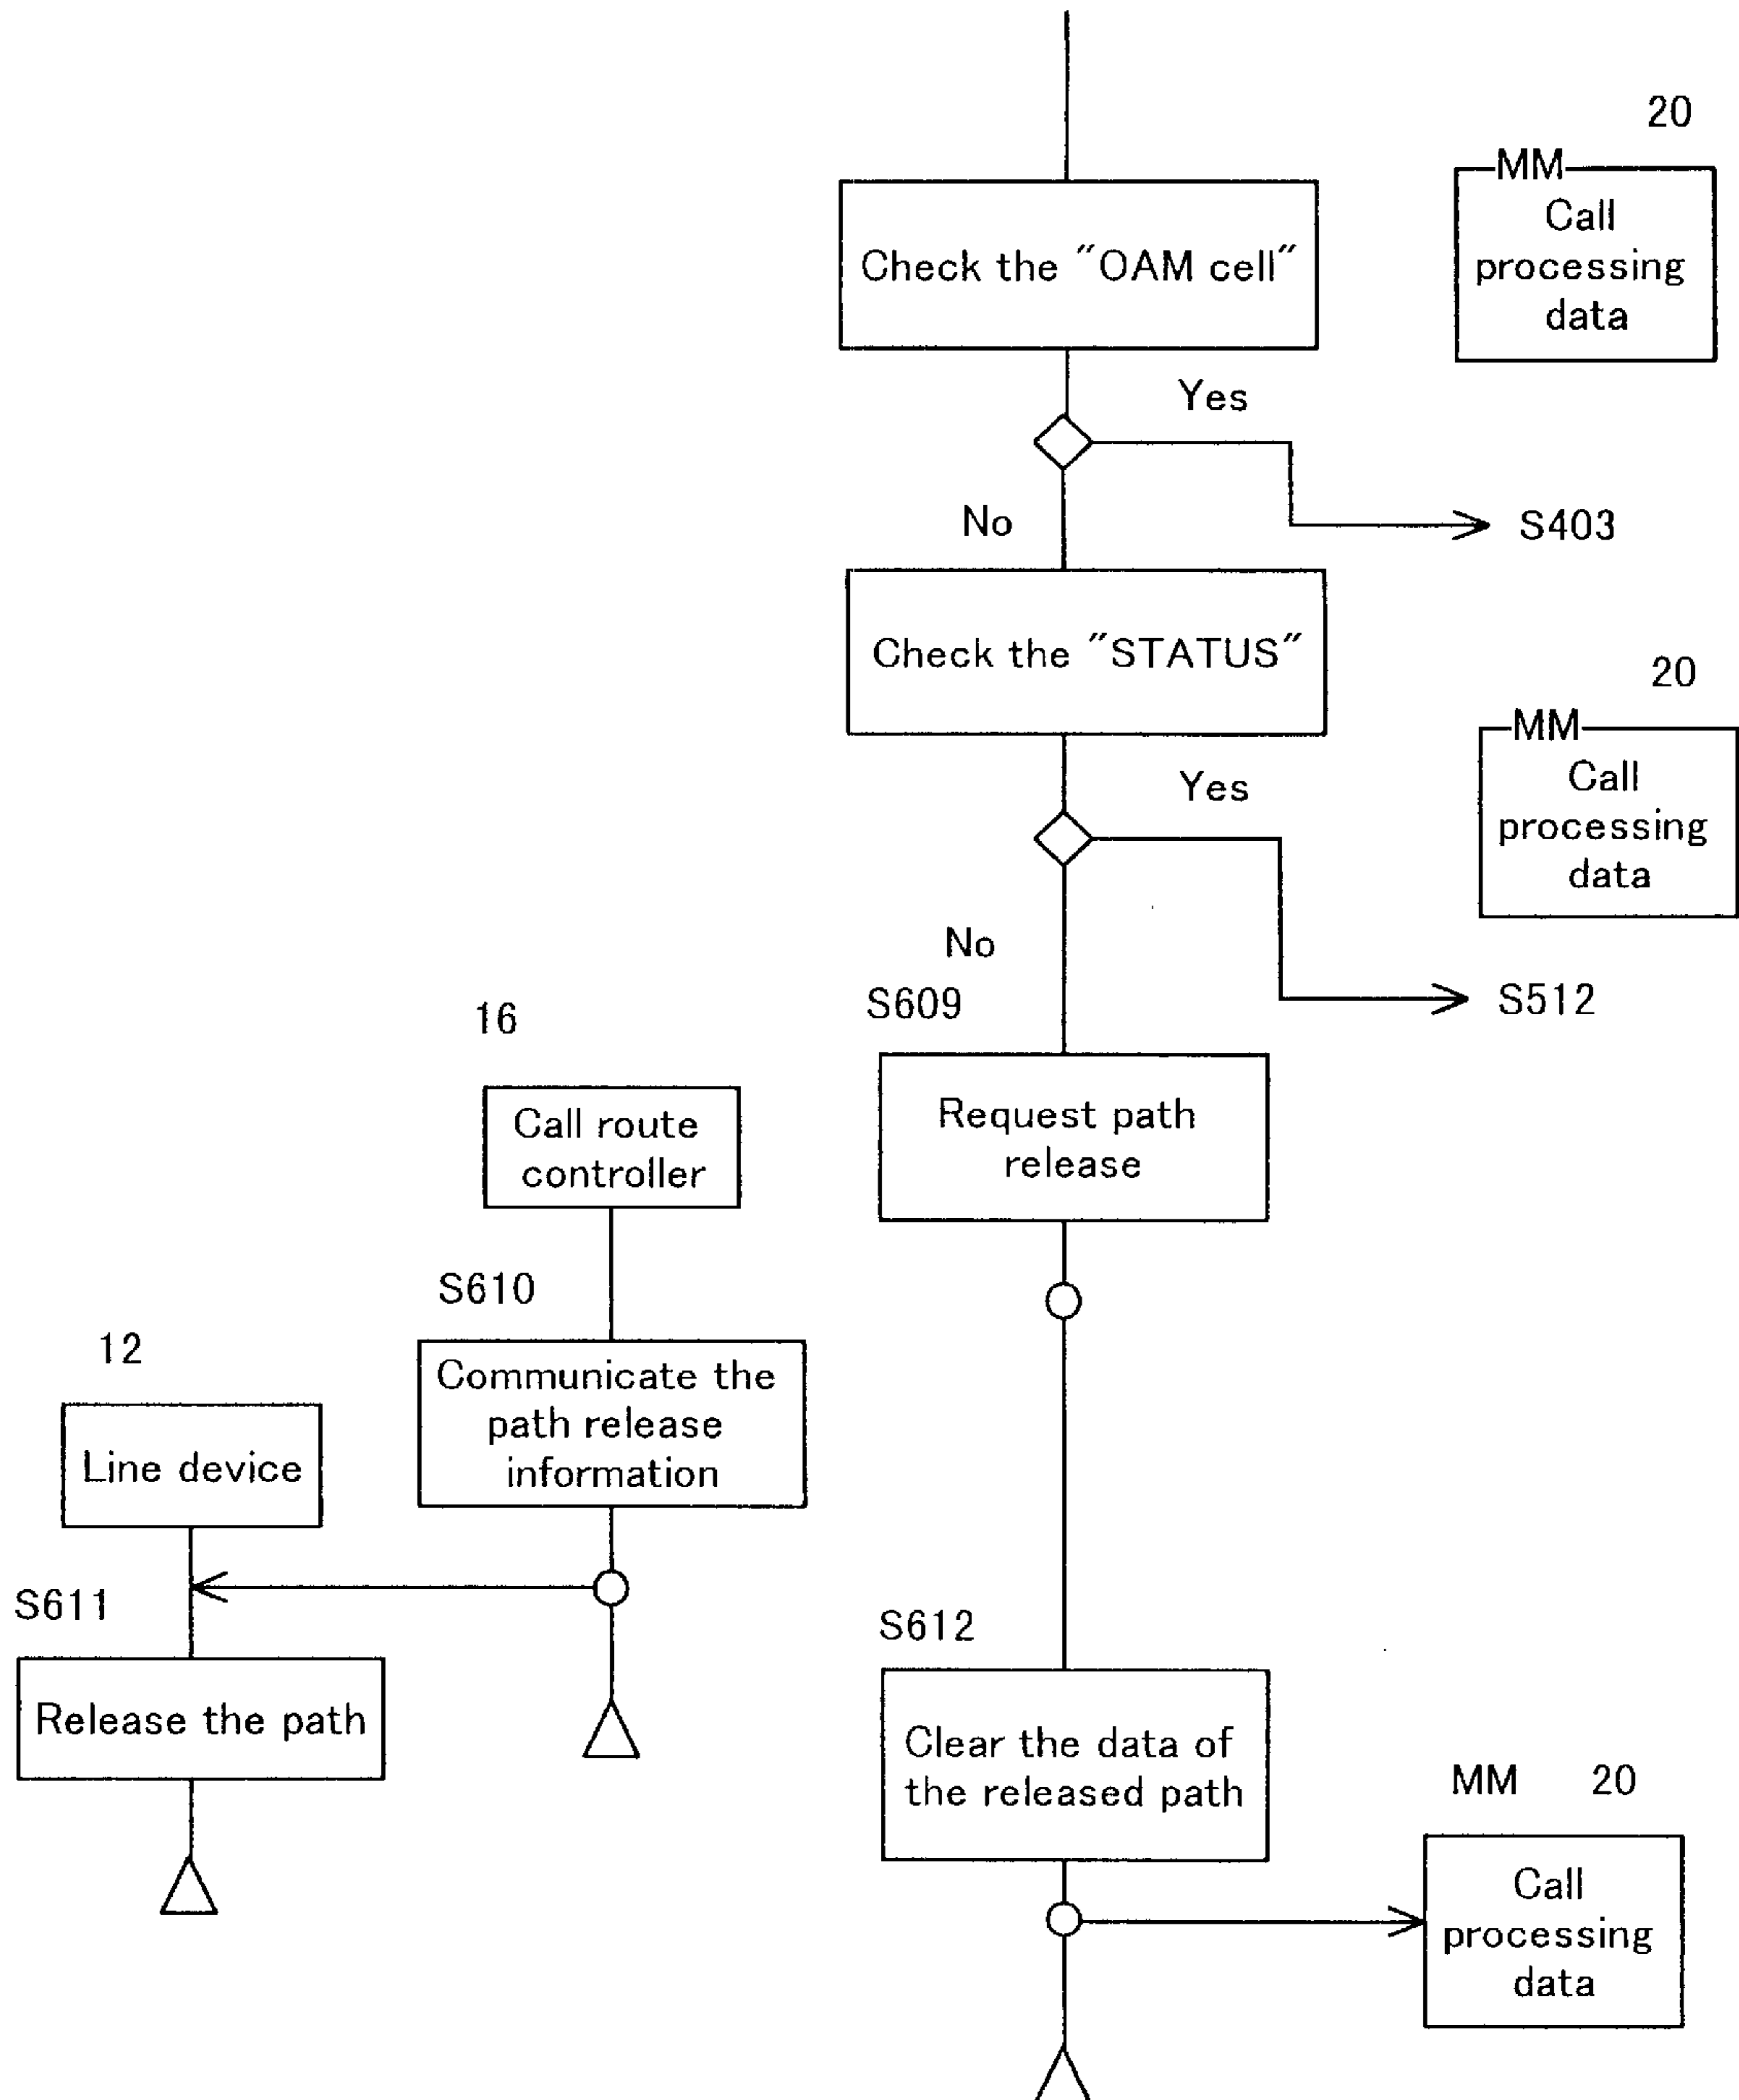 20
MM
Call
processing
data
Check the "OAM cell"
Yes
No
S403
Check the "STATUS"
20
MM
Call
processing
data
Yes
No
S512
S609
Request path
release
16
Call route
controller
S610
Communicate the
path release
information
12
Line device
S611
Release the path
S612
Clear the data of
the released path
MM 20
Call
processing
data